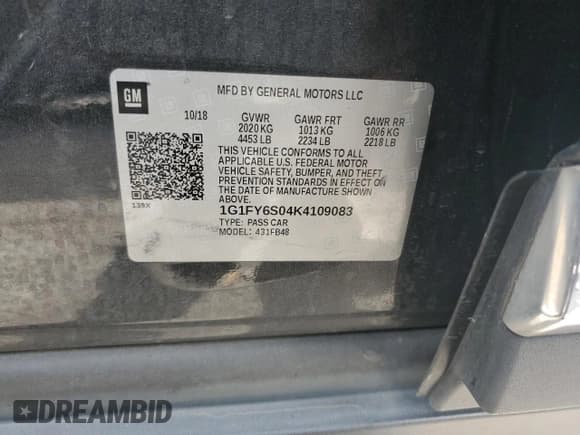 GM
MFD BY GENERAL MOTORS LLC
10/18
GVWR GAWR FRT GAWR RR
2020 KG 1013 KG 1006 KG
4453 LB 2234 LB 2218 LB
THIS VEHICLE CONFORMS TO ALL
APPLICABLE U.S. FEDERAL MOTOR
VEHICLE SAFETY, BUMPER, AND THEFT
PREVENTION STANDARDS IN EFFECT ON
THE DATE OF MANUFACTURE SHOWN
ABOVE.
139X
1G1FY6S04K4109083
TYPE: PASS CAR
MODEL: 431FB48
DREAMBID